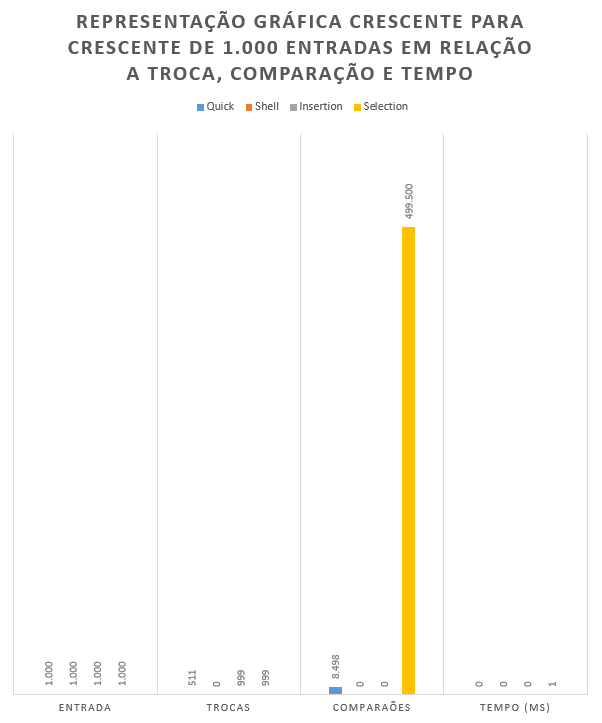 REPRESENTAÇÃO GRÁFICA CRESCENTE PARA
CRESCENTE DE 1.000 ENTRADAS EM RELAÇÃO
A TROCA, COMPARAÇÃO E TEMPO
Quick Shell Insertion Selection
1.000 1.000 1.000 1.000
511 0 999 999
8.498 0 0 499.500
0 0 0 1
ENTRADA TROCAS COMPARAÕES TEMPO (MS)